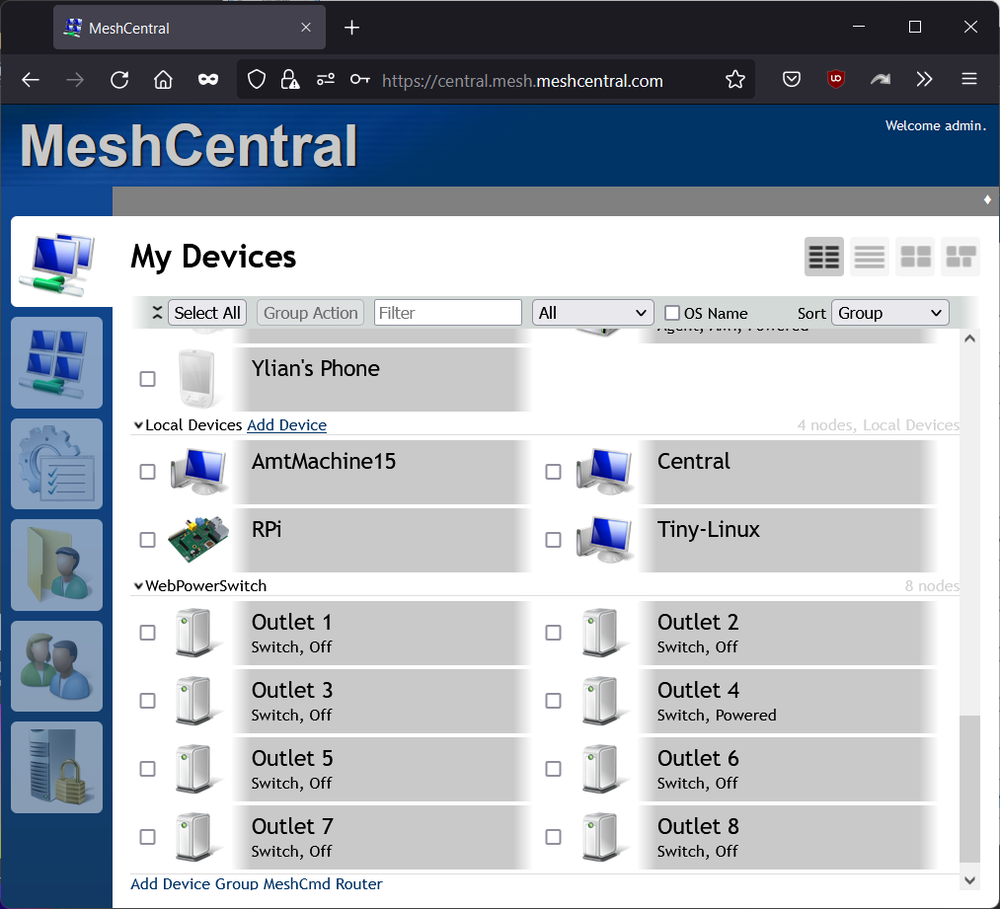 MeshCentral
https://central.mesh.meshcentral.com
MeshCentral
Welcome admin.
My Devices
Select All Group Action Filter All OS Name Sort Group
Agent, Amt, Powered
Ylian's Phone
Local Devices Add Device 4 nodes, Local Devices
AmtMachine15 Central
RPi Tiny-Linux
WebPowerSwitch 8 nodes
Outlet 1 Outlet 2
Switch, Off Switch, Off
Outlet 3 Outlet 4
Switch, Off Switch, Powered
Outlet 5 Outlet 6
Switch, Off Switch, Off
Outlet 7 Outlet 8
Switch, Off Switch, Off
Add Device Group MeshCmd Router